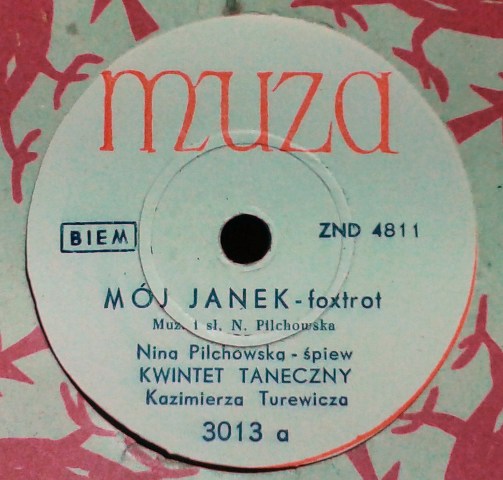 muza
BIEM
ZND 4811
MÓJ JANEK - foxtrot
Muz. i sł. N. Pilchowska
Nina Pilchowska - śpiew
KWINTET TANECZNY
Kazimierza Turewicza
3013 a